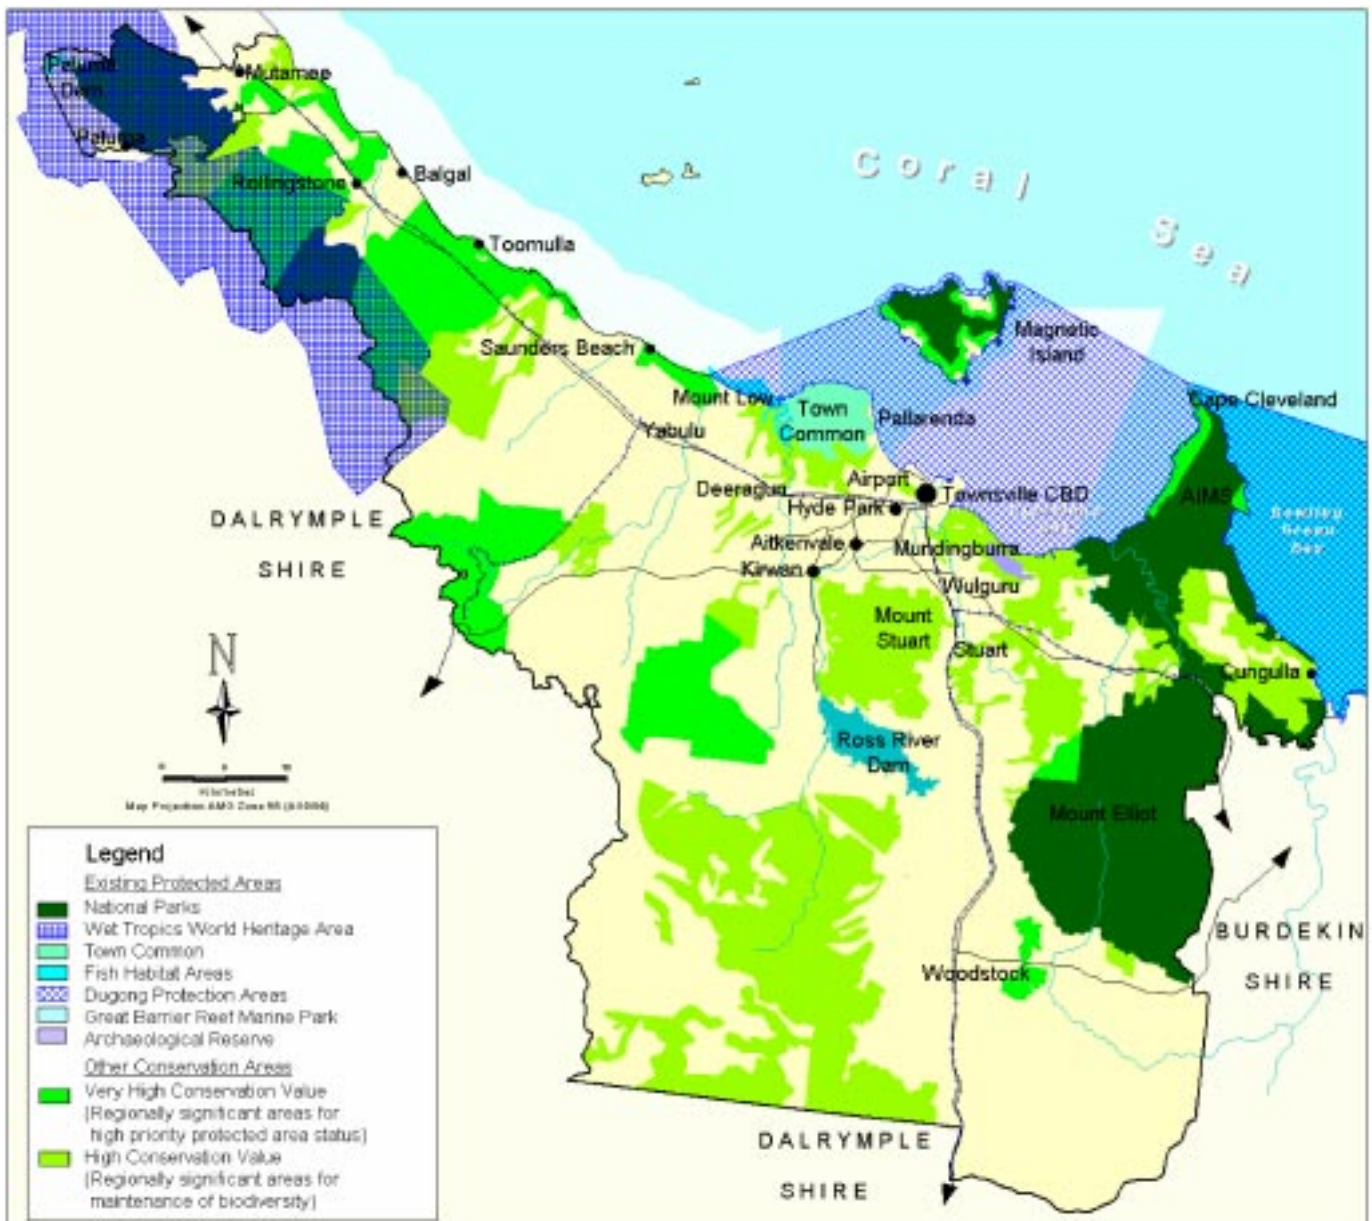 Paluma
Dam
Mutarnee
Paluma
Rollingstone
Balgal
Coral
Sea
Toomulla
Magnetic
Island
Saunders Beach
Mount Low
Town
Common
Pallarenda
Cape Cleveland
Yabulu
Deeragun
Airport
Townsville CBD
AIMS
Hyde Park
DALRYMPLE
SHIRE
Aitkenvale
Mundingburra
Kirwan
Wulguru
Mount
Stuart
Stuart
Cungulla
N
Ross River
Dam
Kilometres
Mount Elliot
Legend
Existing Protected Areas
National Parks
Wet Tropics World Heritage Area
Town Common
Fish Habitat Areas
Dugong Protection Areas
Great Barrier Reef Marine Park
Archaeological Reserve
Other Conservation Areas
Very High Conservation Value
(Regionally significant areas for
high priority protected area status)
High Conservation Value
(Regionally significant areas for
maintenance of biodiversity)
BURDEKIN
SHIRE
Woodstock
DALRYMPLE
SHIRE